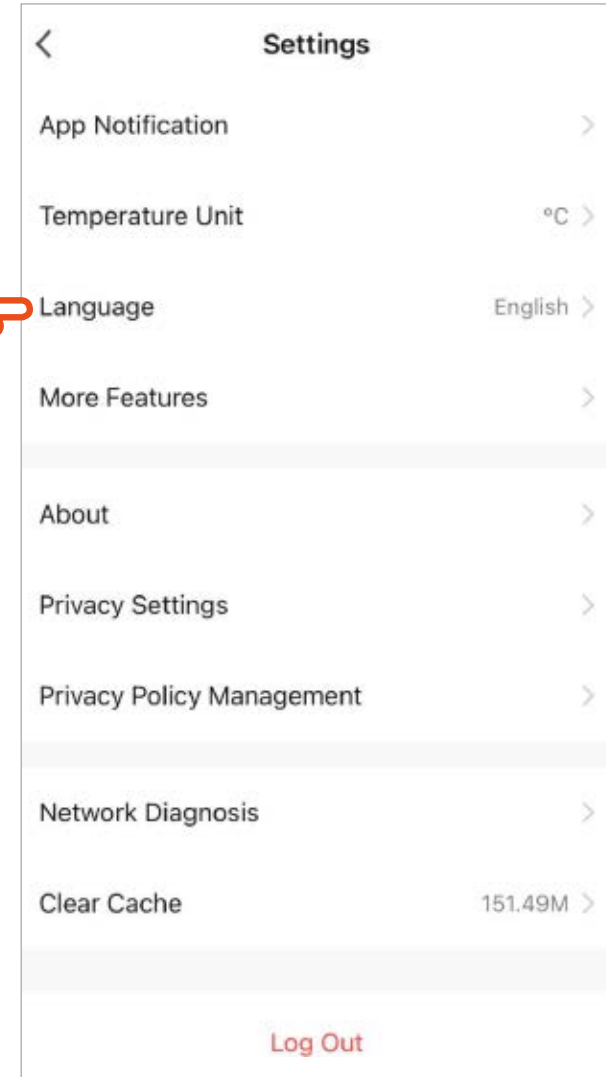 Settings
App Notification
Temperature Unit °C
Language English
More Features
About
Privacy Settings
Privacy Policy Management
Network Diagnosis
Clear Cache 151.49M
Log Out